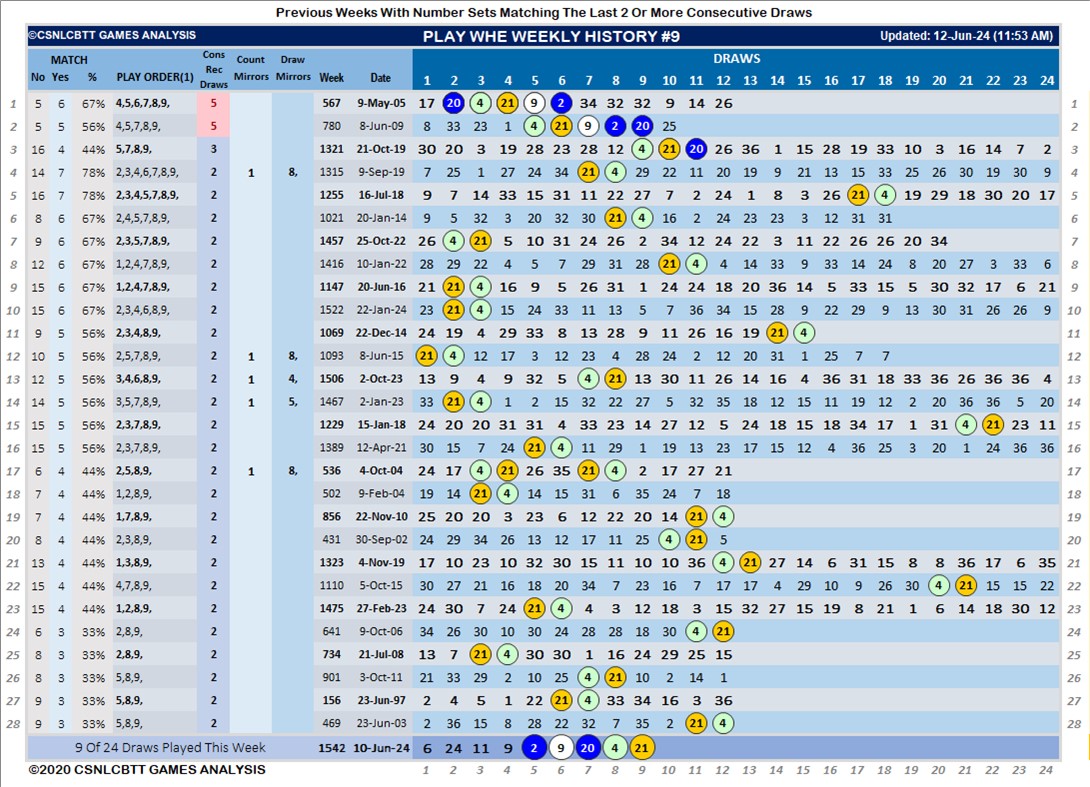 Previous Weeks With Number Sets Matching The Last 2 Or More Consecutive Draws
©CSNLCBTT GAMES ANALYSIS PLAY WHE WEEKLY HISTORY #9 Updated: 12-Jun-24 (11:53 AM)
MATCH Cons Rec Draws Count Mirrors Draw Mirrors DRAWS
No Yes % PLAY ORDER(1) Week Date 1 2 3 4 5 6 7 8 9 10 11 12 13 14 15 16 17 18 19 20 21 22 23 24
1 5 6 67% 4,5,6,7,8,9, 5 567 9-May-05 17 20 4 21 9 2 34 32 32 9 14 26 1
2 5 5 56% 4,5,7,8,9, 5 780 8-Jun-09 8 33 23 1 4 21 9 2 20 25 2
3 16 4 44% 5,7,8,9, 3 1321 21-Oct-19 30 20 3 19 28 23 28 12 4 21 20 26 36 1 15 28 19 33 10 3 16 14 7 2 3
4 14 7 78% 2,3,4,6,7,8,9, 2 1 8, 1315 9-Sep-19 7 25 1 27 24 34 21 4 29 22 11 20 19 9 21 13 15 33 25 26 30 19 30 9 4
5 16 7 78% 2,3,4,5,7,8,9, 2 1255 16-Jul-18 9 7 14 33 15 31 11 22 27 7 2 24 1 8 3 26 21 4 19 29 18 30 20 17 5
6 8 6 67% 2,4,5,7,8,9, 2 1021 20-Jan-14 9 5 32 3 20 32 30 21 4 16 2 24 23 23 3 12 31 31 6
7 9 6 67% 2,3,5,7,8,9, 2 1457 25-Oct-22 26 4 21 5 10 31 24 26 2 34 12 24 22 3 11 22 26 26 20 34 7
8 12 6 67% 1,2,4,7,8,9, 2 1416 10-Jan-22 28 29 22 4 5 7 29 31 28 21 4 4 14 33 9 33 14 24 8 20 27 3 33 6 8
9 15 6 67% 1,2,4,7,8,9, 2 1147 20-Jun-16 21 21 4 16 9 5 26 31 1 24 24 18 20 36 14 5 33 15 5 30 32 17 6 21 9
10 15 6 67% 2,3,4,6,8,9, 2 1522 22-Jan-24 23 21 4 15 24 33 11 13 5 7 36 34 15 28 9 22 29 9 13 30 31 26 26 9 10
11 9 5 56% 2,3,4,8,9, 2 1069 22-Dec-14 24 19 4 29 33 8 13 28 9 11 26 16 19 21 4 11
12 10 5 56% 2,5,7,8,9, 2 1 8, 1093 8-Jun-15 21 4 12 17 3 12 23 4 28 24 2 12 20 31 1 25 7 7 12
13 12 5 56% 3,4,6,8,9, 2 1 4, 1506 2-Oct-23 13 9 4 9 32 5 4 21 13 30 11 26 14 16 4 36 31 18 33 36 26 36 36 4 13
14 14 5 56% 3,5,7,8,9, 2 1 5, 1467 2-Jan-23 33 21 4 1 2 15 32 22 27 5 32 35 18 12 15 11 19 12 2 20 36 36 5 20 14
15 15 5 56% 2,3,7,8,9, 2 1229 15-Jan-18 24 20 20 31 31 4 33 23 14 27 12 5 24 18 15 18 34 17 1 31 4 21 23 11 15
16 15 5 56% 2,3,7,8,9, 2 1389 12-Apr-21 30 15 7 24 21 4 11 29 1 19 13 23 17 15 12 4 36 25 3 20 1 24 36 36 16
17 6 4 44% 2,5,8,9, 2 1 8, 536 4-Oct-04 24 17 4 21 26 35 21 4 2 17 27 21 17
18 7 4 44% 1,2,8,9, 2 502 9-Feb-04 19 14 21 4 14 15 31 6 35 24 7 18 18
19 7 4 44% 1,7,8,9, 2 856 22-Nov-10 25 20 20 3 23 6 12 22 20 14 21 4 19
20 8 4 44% 2,3,8,9, 2 431 30-Sep-02 24 29 34 26 13 12 17 11 25 4 21 5 20
21 13 4 44% 1,3,8,9, 2 1323 4-Nov-19 17 10 23 10 32 30 15 11 10 10 36 4 21 27 14 6 31 15 8 8 36 17 6 35 21
22 15 4 44% 4,7,8,9, 2 1110 5-Oct-15 30 27 21 16 18 20 34 7 23 16 7 17 17 4 29 10 9 26 30 4 21 15 15 22 22
23 15 4 44% 1,2,8,9, 2 1475 27-Feb-23 24 30 7 24 21 4 4 3 12 18 3 15 32 27 15 19 8 21 1 6 14 18 30 12 23
24 6 3 33% 2,8,9, 2 641 9-Oct-06 34 26 30 10 30 24 28 28 18 30 4 21 24
25 8 3 33% 2,8,9, 2 734 21-Jul-08 13 7 21 4 30 30 1 16 24 29 25 15 25
26 8 3 33% 5,8,9, 2 901 3-Oct-11 21 33 29 2 10 25 4 21 10 2 14 1 26
27 9 3 33% 5,8,9, 2 156 23-Jun-97 2 4 5 1 22 21 4 33 34 16 3 36 27
28 9 3 33% 5,8,9, 2 469 23-Jun-03 2 36 15 8 28 22 32 7 35 2 21 4 28
9 Of 24 Draws Played This Week 1542 10-Jun-24 6 24 11 9 2 9 20 4 21
©2020 CSNLCBTT GAMES ANALYSIS 1 2 3 4 5 6 7 8 9 10 11 12 13 14 15 16 17 18 19 20 21 22 23 24